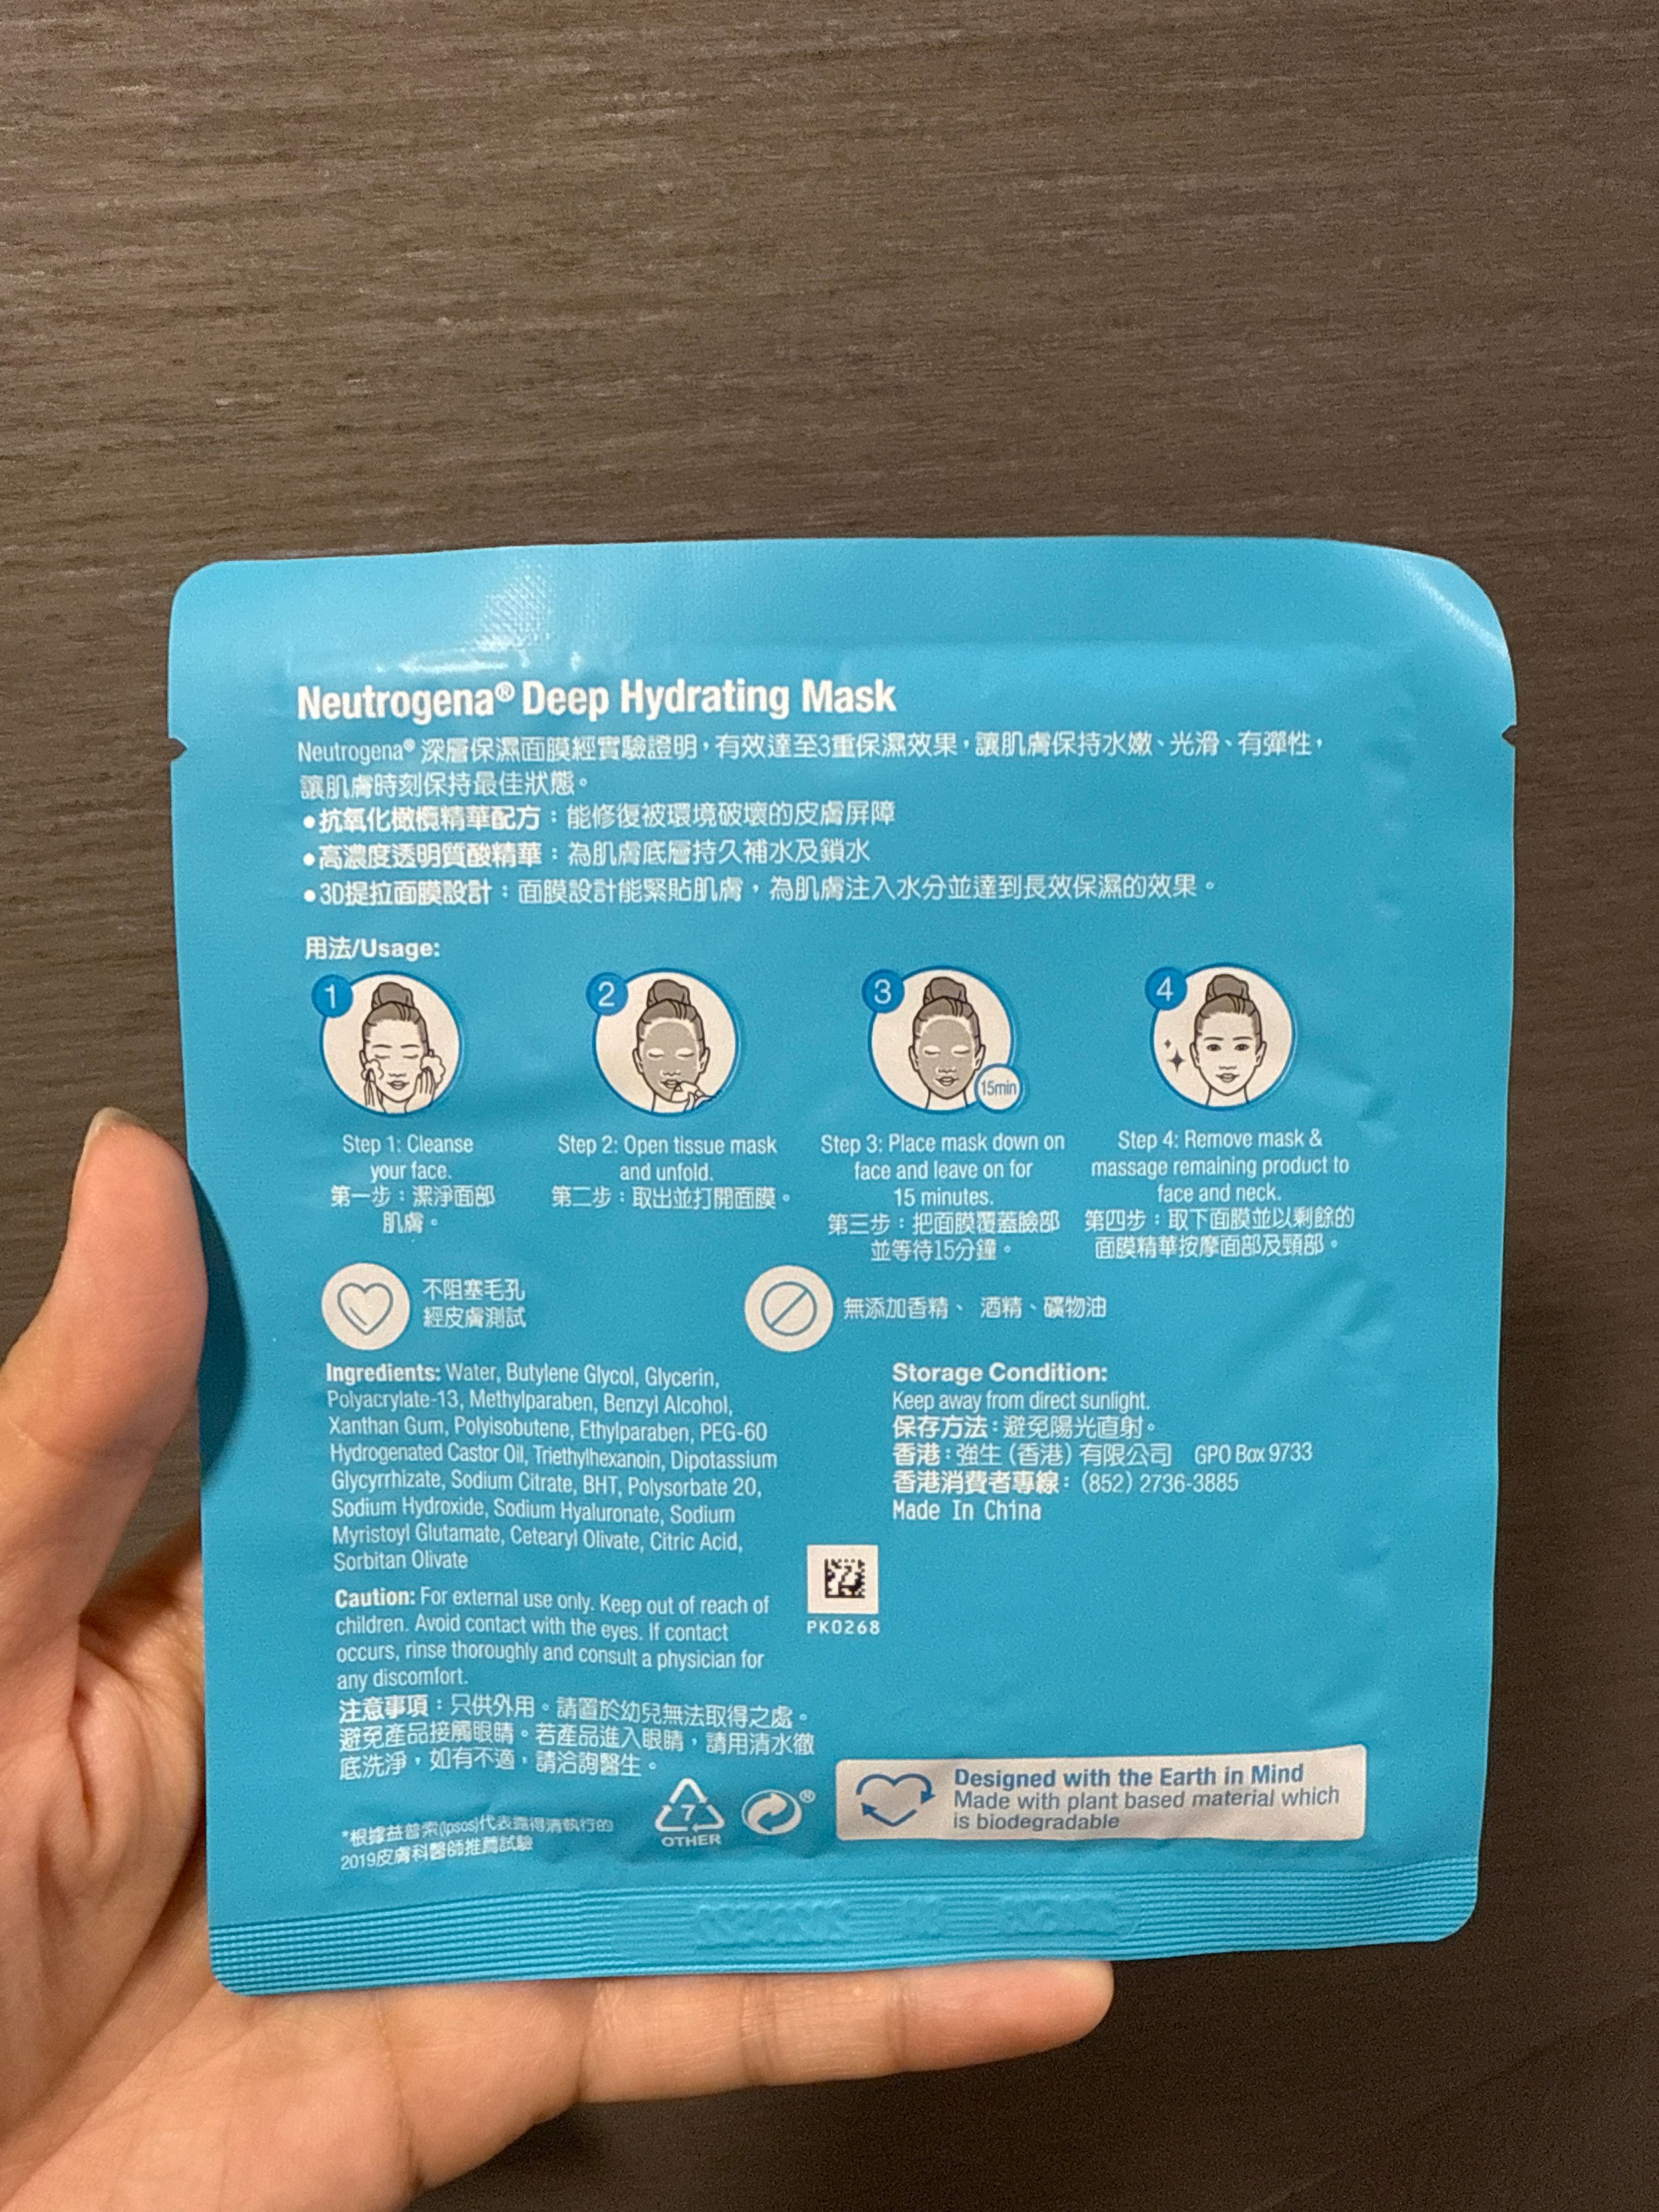 Neutrogena® Deep Hydrating Mask
Neutrogena® 深層保濕面膜經實驗證明，有效達至3重保濕效果，讓肌膚保持水嫩、光滑、有彈性，
讓肌膚時刻保持最佳狀態。
●抗氧化橄欖精華配方：能修復被環境破壞的皮膚屏障
●高濃度透明質酸精華：為肌膚底層持久補水及鎖水
●3D提拉面膜設計：面膜設計能緊貼肌膚，為肌膚注入水分並達到長效保濕的效果。
用法/Usage:
1
2
3
4
15min
Step 1: Cleanse
your face.
第一步：潔淨面部
肌膚。
Step 2: Open tissue mask
and unfold.
第二步：取出並打開面膜。
Step 3: Place mask down on
face and leave on for
15 minutes.
第三步：把面膜覆蓋臉部
並等待15分鐘。
Step 4: Remove mask &
massage remaining product to
face and neck.
第四步：取下面膜並以剩餘的
面膜精華按摩面部及頸部。
不阻塞毛孔
經皮膚測試
無添加香精、 酒精、礦物油
Ingredients: Water, Butylene Glycol, Glycerin,
Polyacrylate-13, Methylparaben, Benzyl Alcohol,
Xanthan Gum, Polyisobutene, Ethylparaben, PEG-60
Hydrogenated Castor Oil, Triethylhexanoin, Dipotassium
Glycyrrhizate, Sodium Citrate, BHT, Polysorbate 20,
Sodium Hydroxide, Sodium Hyaluronate, Sodium
Myristoyl Glutamate, Cetearyl Olivate, Citric Acid,
Sorbitan Olivate
Caution: For external use only. Keep out of reach of
children. Avoid contact with the eyes. If contact
occurs, rinse thoroughly and consult a physician for
any discomfort.
注意事項：只供外用。請置於幼兒無法取得之處。
避免產品接觸眼睛。若產品進入眼睛，請用清水徹
底洗淨，如有不適，請洽詢醫生。
*根據益普索(Ipsos)代表露得清執行的
2019皮膚科醫師推薦試驗
Storage Condition:
Keep away from direct sunlight.
保存方法：避免陽光直射。
香港：強生（香港）有限公司 GPO Box 9733
香港消費者專線：(852) 2736-3885
Made In China
PK0268
7
OTHER
®
Designed with the Earth in Mind
Made with plant based material which
is biodegradable